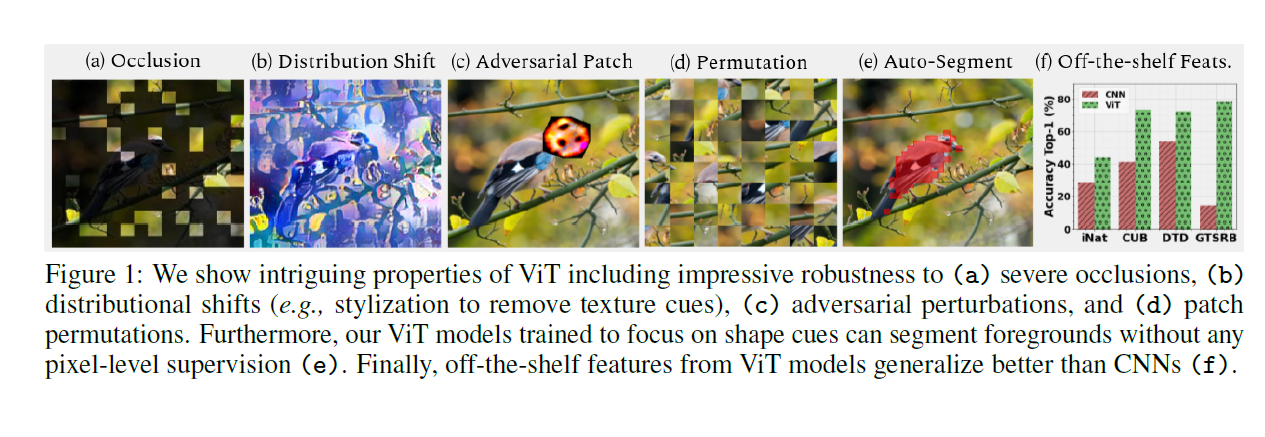 (a) Occlusion
(b) Distribution Shift
(c) Adversarial Patch
(d) Permutation
(e) Auto-Segment
(f) Off-the-shelf Feats.
Accuracy Top-1 (%)
80
60
40
20
0
CNN
ViT
iNat
CUB
DTD
GTSRB
Figure 1: We show intriguing properties of ViT including impressive robustness to (a) severe occlusions, (b)
distributional shifts (e.g., stylization to remove texture cues), (c) adversarial perturbations, and (d) patch
permutations. Furthermore, our ViT models trained to focus on shape cues can segment foregrounds without any
pixel-level supervision (e). Finally, off-the-shelf features from ViT models generalize better than CNNs (f).